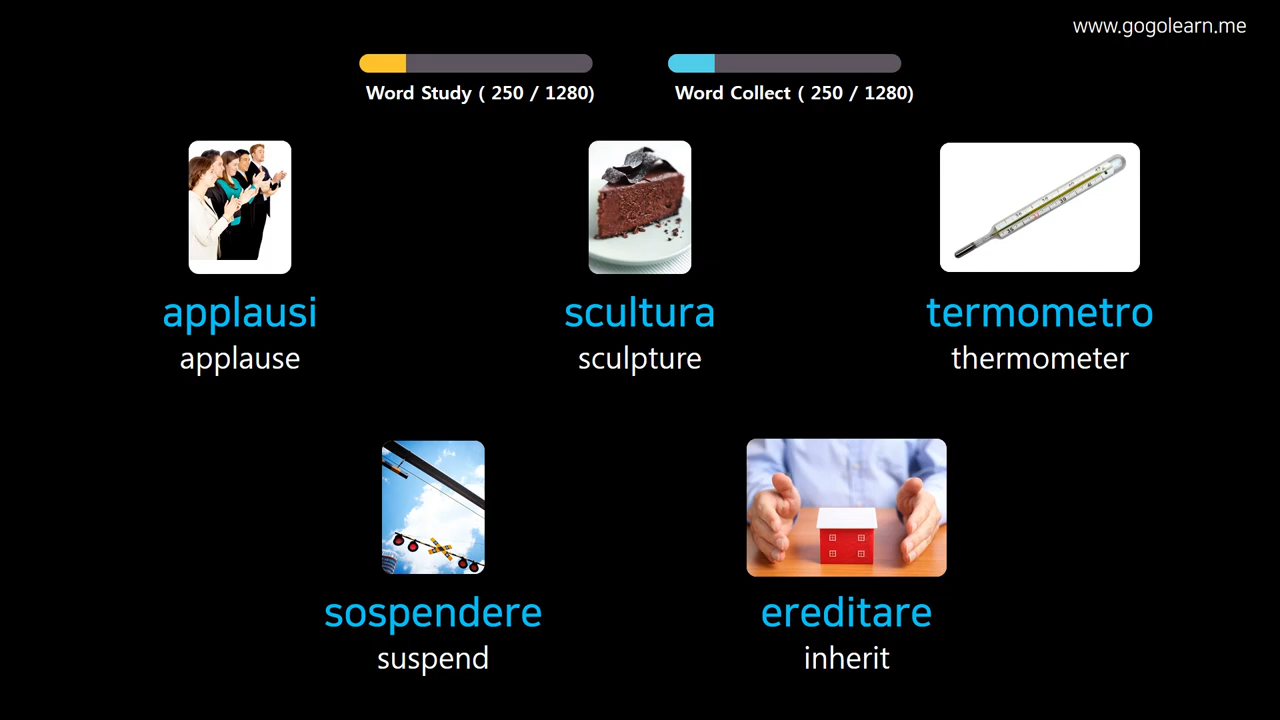 www.gogolearn.me
Word Study ( 250 / 1280)
Word Collect ( 250 / 1280)
applausi
applause
scultura
sculpture
termometro
thermometer
sospendere
suspend
ereditare
inherit